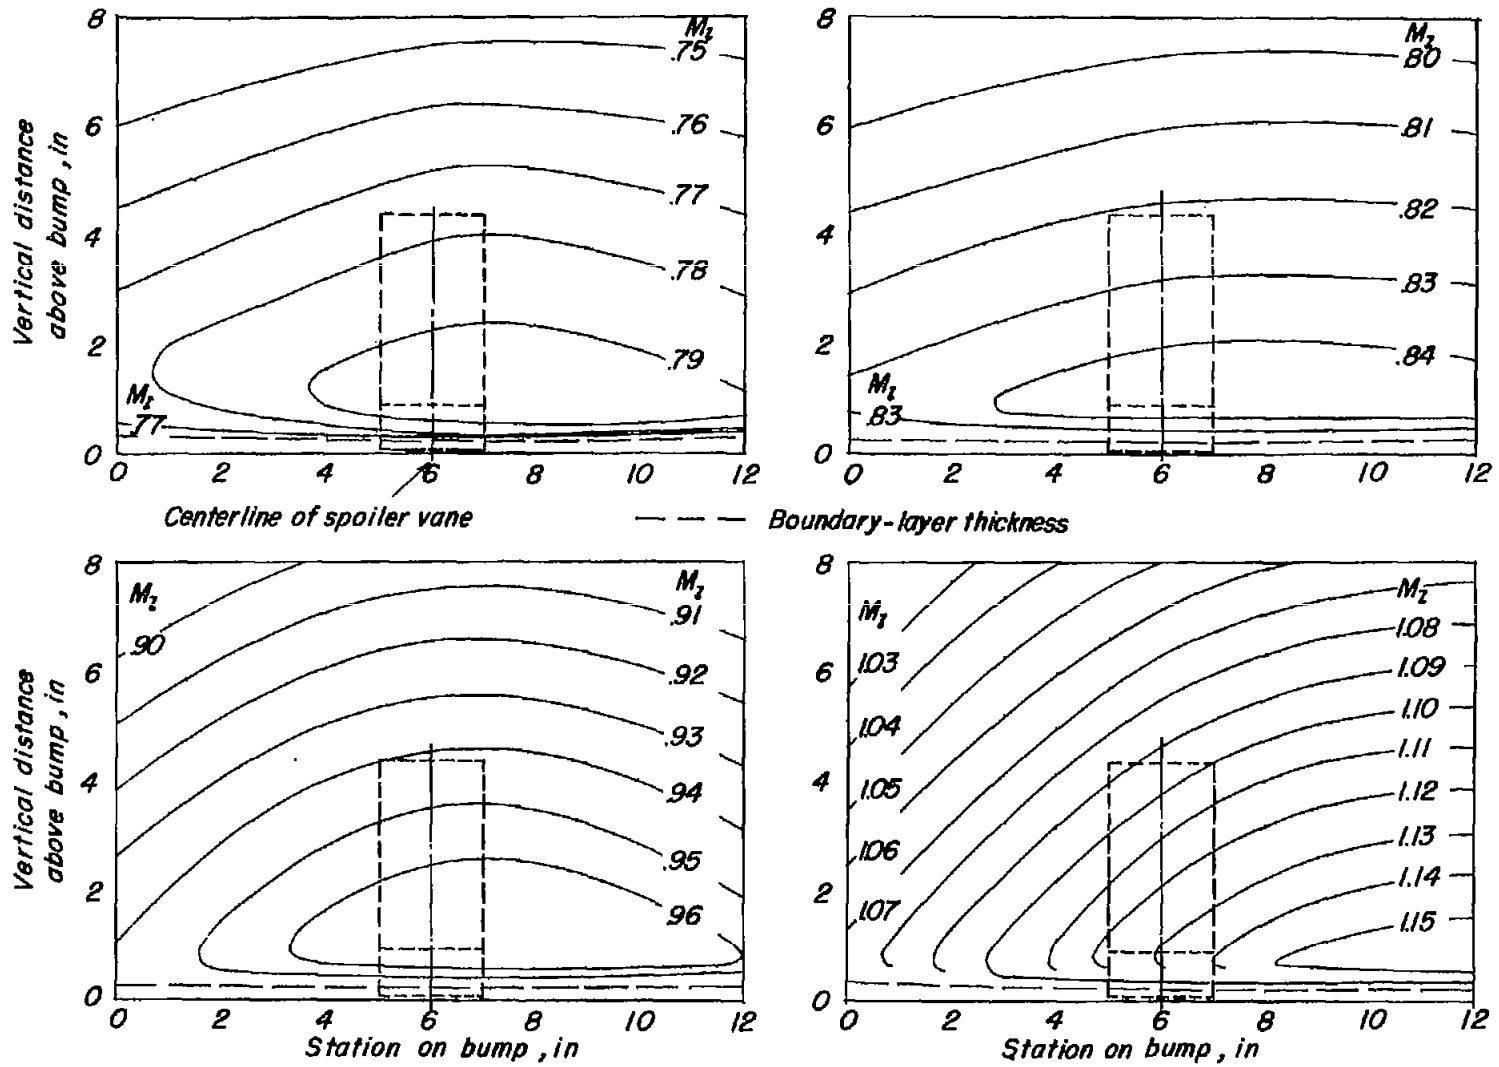 8
6
4
2
0
Vertical distance
above bump, in
M_l
.75
.76
.77
.78
.79
M_l
.77
0 2 4 6 8 10 12
8
6
4
2
0
M_l
.80
.81
.82
.83
.84
M_l
.83
0 2 4 6 8 10 12
Centerline of spoiler vane
Boundary-layer thickness
8
6
4
2
0
Vertical distance
above bump, in
M_l
.90
M_l
.91
.92
.93
.94
.95
.96
0 2 4 6 8 10 12
Station on bump, in
8
6
4
2
0
M_l
1.03
1.04
1.05
1.06
1.07
M_l
1.08
1.09
1.10
1.11
1.12
1.13
1.14
1.15
0 2 4 6 8 10 12
Station on bump, in